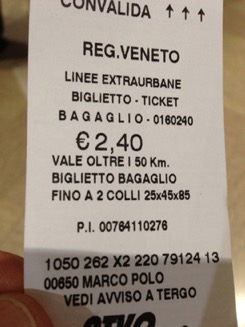 CONVALIDA ↑ ↑ ↑
REG.VENETO
LINEE EXTRAURBANE
BIGLIETTO - TICKET
BAGAGLIO - 0160240
€ 2,40
VALE OLTRE I 50 Km.
BIGLIETTO BAGAGLIO
FINO A 2 COLLI 25x45x85
P.I. 00764110276
1050 262 X2 220 79124 13
00650 MARCO POLO
VEDI AVVISO A TERGO